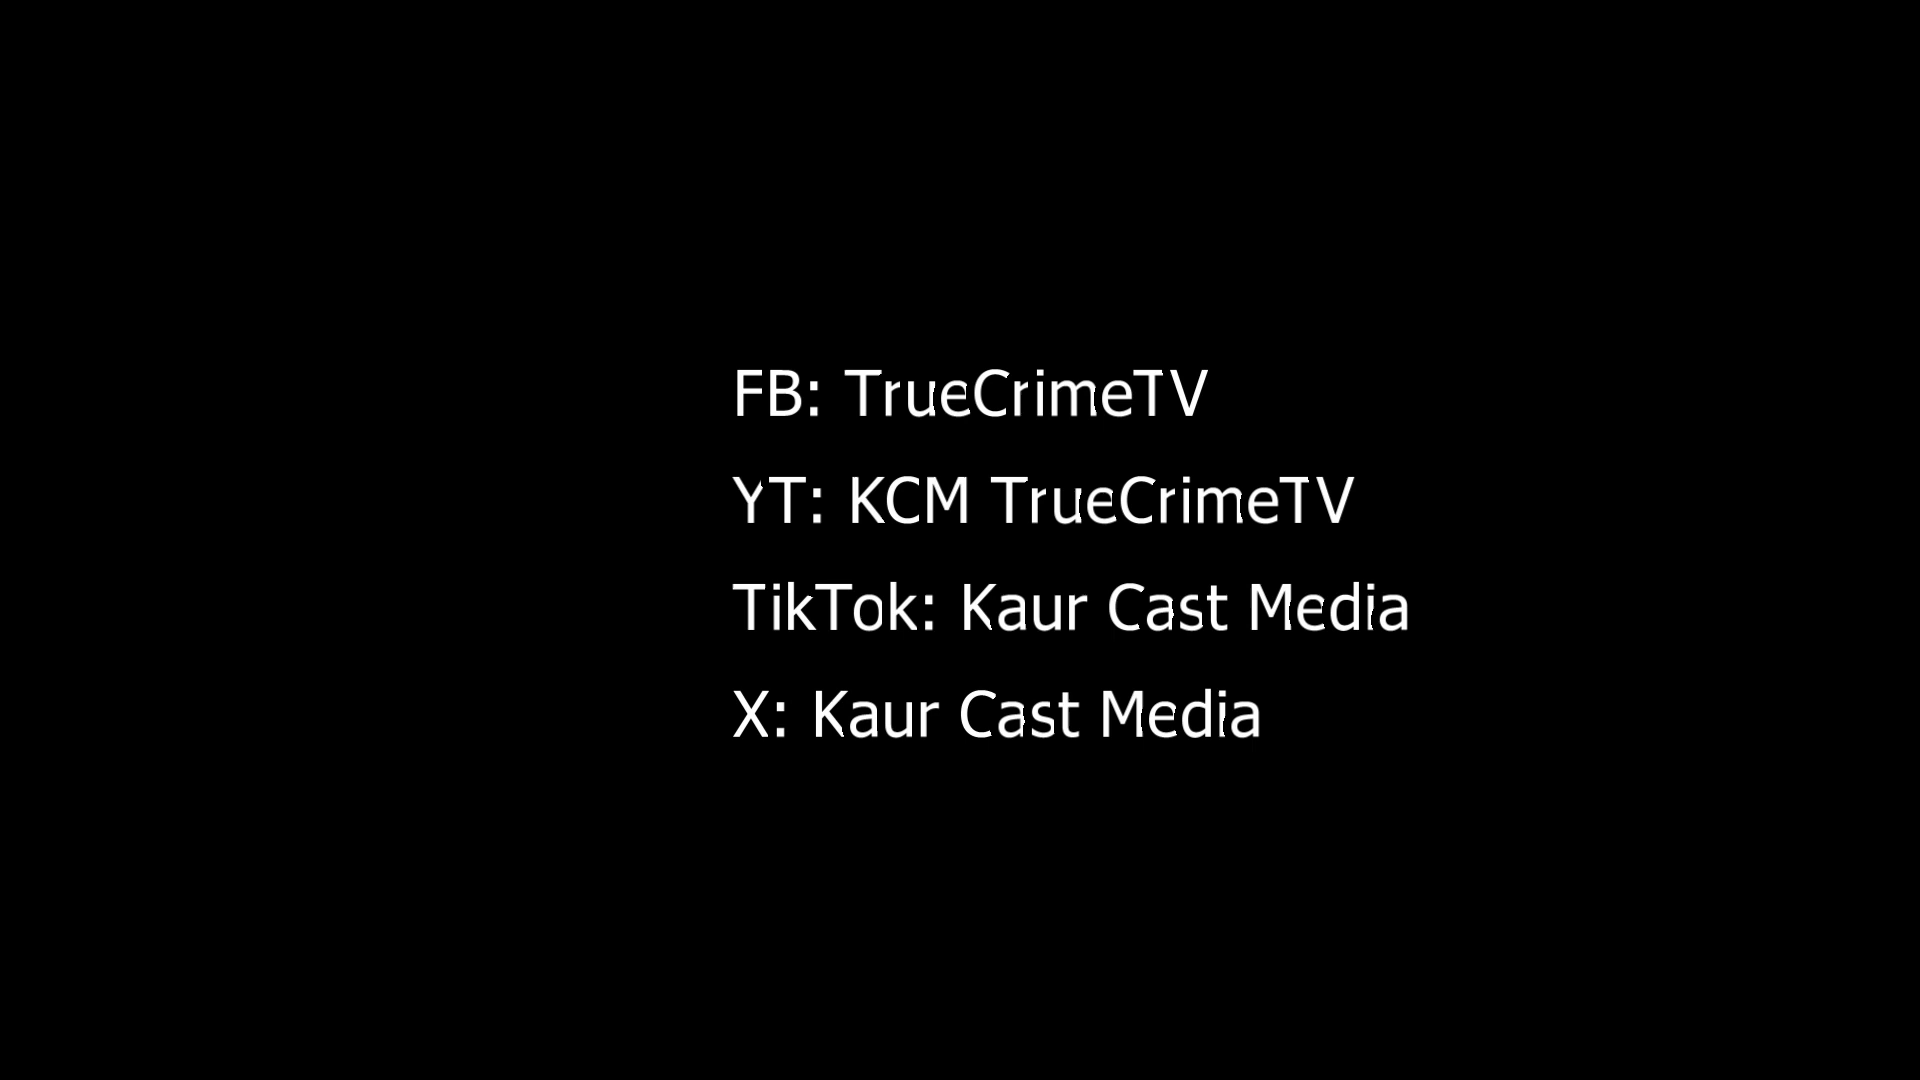 FB: TrueCrimeTV
YT: KCM TrueCrimeTV
TikTok: Kaur Cast Media
X: Kaur Cast Media